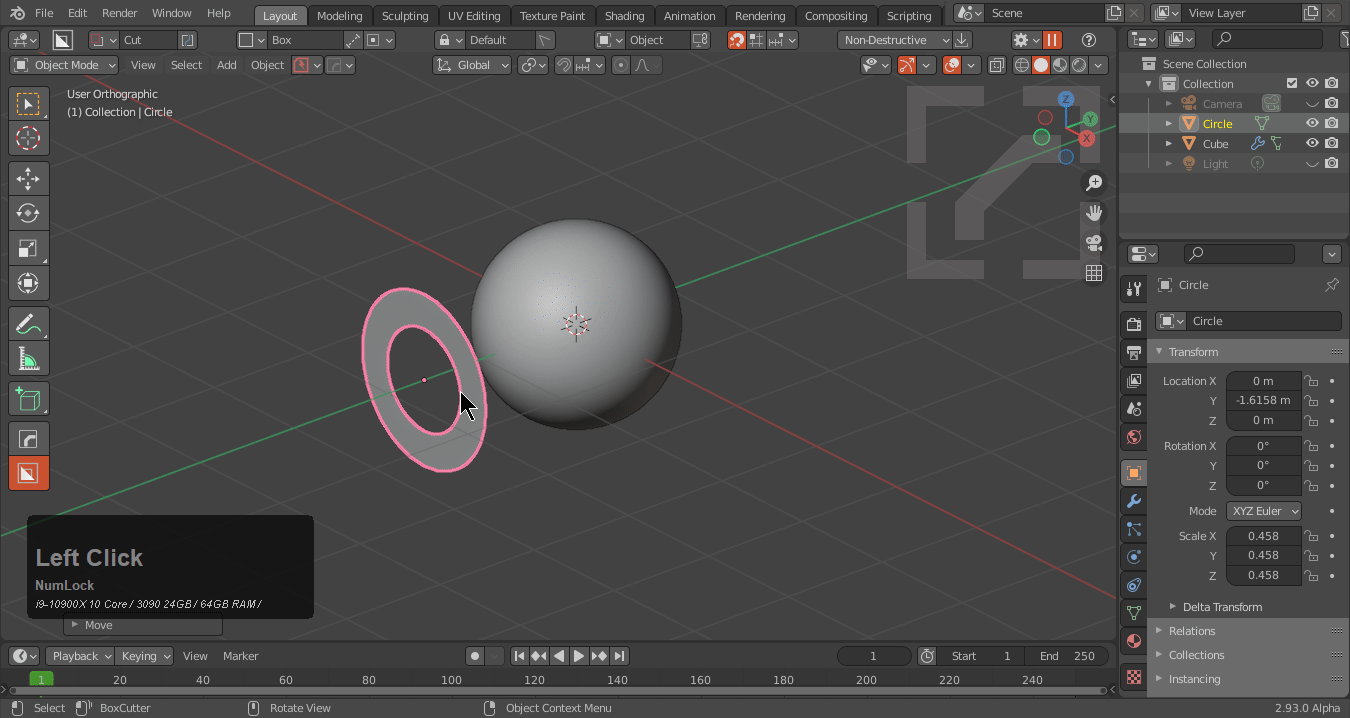 File Edit Render Window Help Layout Modeling Sculpting UV Editing Texture Paint Shading Animation Rendering Compositing Scripting Scene View Layer
Cut Box Default Object Non-Destructive
Object Mode View Select Add Object Global
User Orthographic
(1) Collection | Circle
Z
Y
X
Left Click
NumLock
i9-10900X 10 Core / 3090 24GB / 64GB RAM /
Move
Scene Collection
Collection
Camera
Circle
Cube
Light
Circle
Circle
Transform
Location X 0 m
Y -1.6158 m
Z 0 m
Rotation X 0°
Y 0°
Z 0°
Mode XYZ Euler
Scale X 0.458
Y 0.458
Z 0.458
Delta Transform
Relations
Collections
Instancing
Playback Keying View Marker 1 Start 1 End 250
1 20 40 60 80 100 120 140 160 180 200 220 240
Select BoxCutter Rotate View Object Context Menu 2.93.0 Alpha